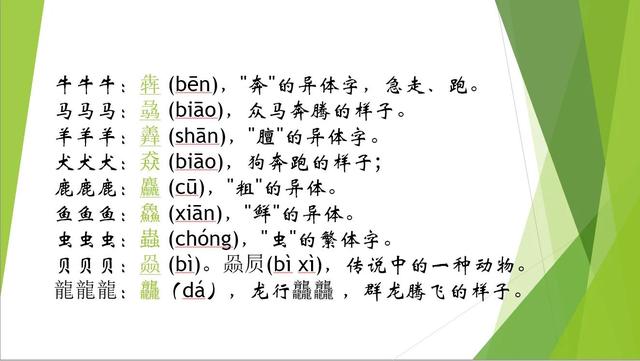 牛牛牛：犇 (bēn)，"奔"的异体字，急走、跑。
马马马：骉 (biāo)，众马奔腾的样子。
羊羊羊：羴 (shān)，"膻"的异体字。
犬犬犬：猋 (biāo)，狗奔跑的样子；
鹿鹿鹿：麤 (cū)，"粗"的异体。
鱼鱼鱼：鱻 (xiān)，"鲜"的异体。
虫虫虫：蟲 (chóng)，"虫"的繁体字。
贝贝贝：赑 (bì)。赑屃(bì xì)，传说中的一种动物。
龍龍龍：龘（dá），龙行龘龘 ，群龙腾飞的样子。